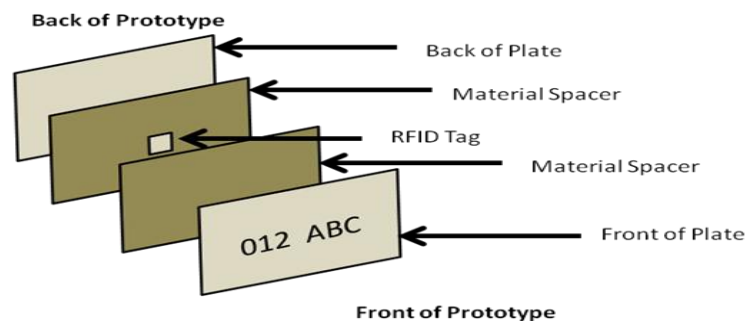 Back of Prototype
Back of Plate
Material Spacer
RFID Tag
Material Spacer
Front of Plate
012 ABC
Front of Prototype